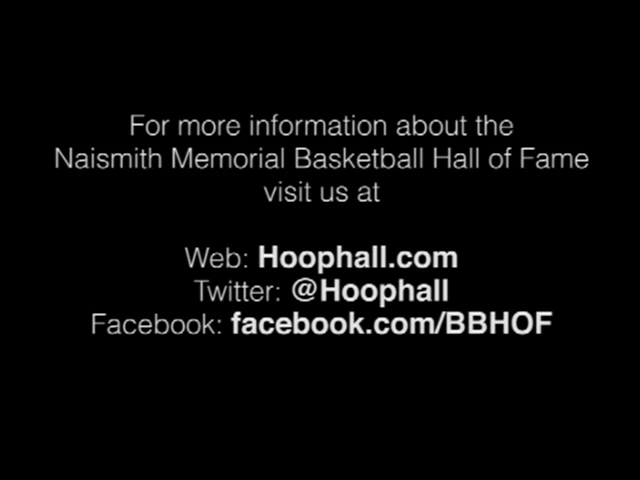 For more information about the
Naismith Memorial Basketball Hall of Fame
visit us at
Web: Hoophall.com
Twitter: @Hoophall
Facebook: facebook.com/BBHOF